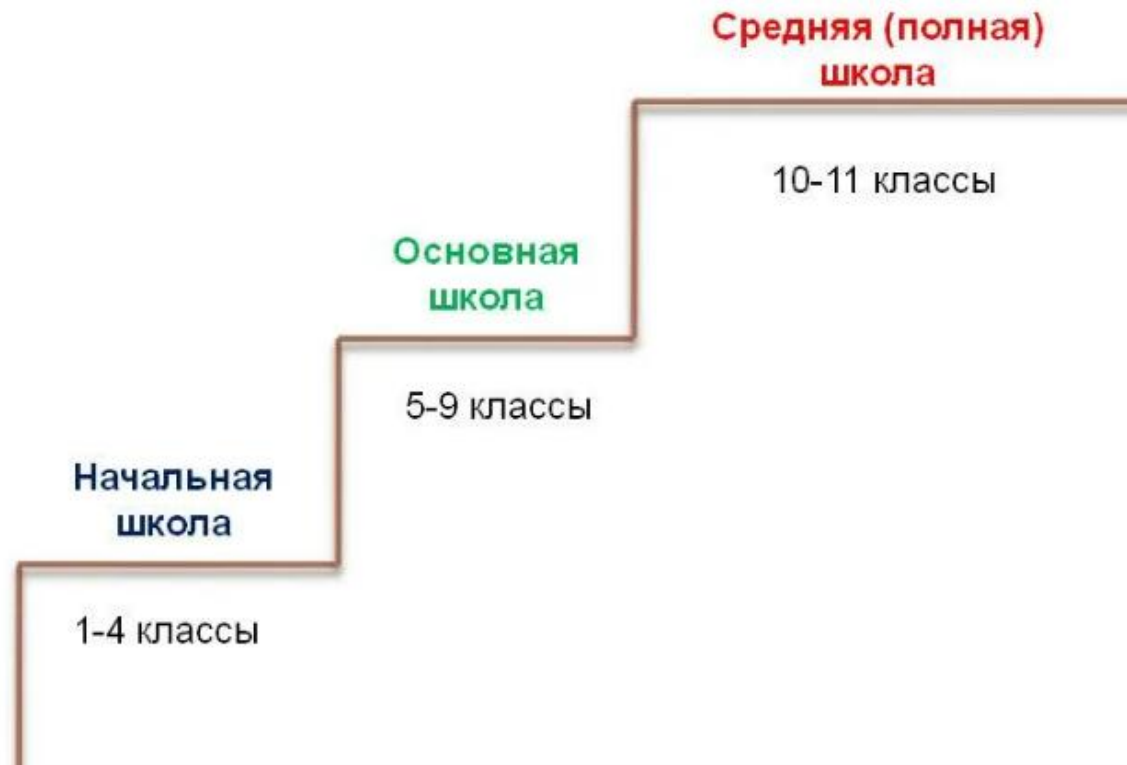 Средняя (полная)
школа
10-11 классы
Основная
школа
5-9 классы
Начальная
школа
1-4 классы